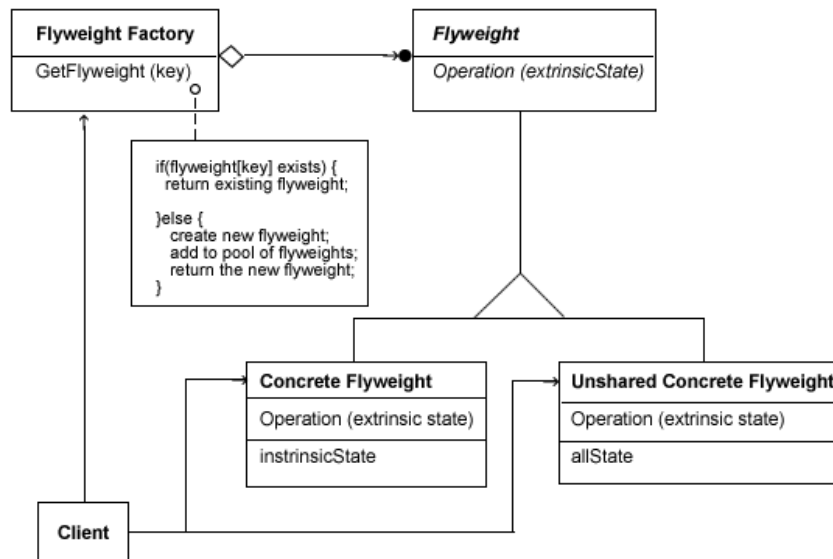 Flyweight Factory
GetFlyweight (key)
Flyweight
Operation (extrinsicState)
if(flyweight[key] exists) {
return existing flyweight;
}else {
create new flyweight;
add to pool of flyweights;
return the new flyweight;
}
Concrete Flyweight
Operation (extrinsic state)
instrinsicState
Unshared Concrete Flyweight
Operation (extrinsic state)
allState
Client